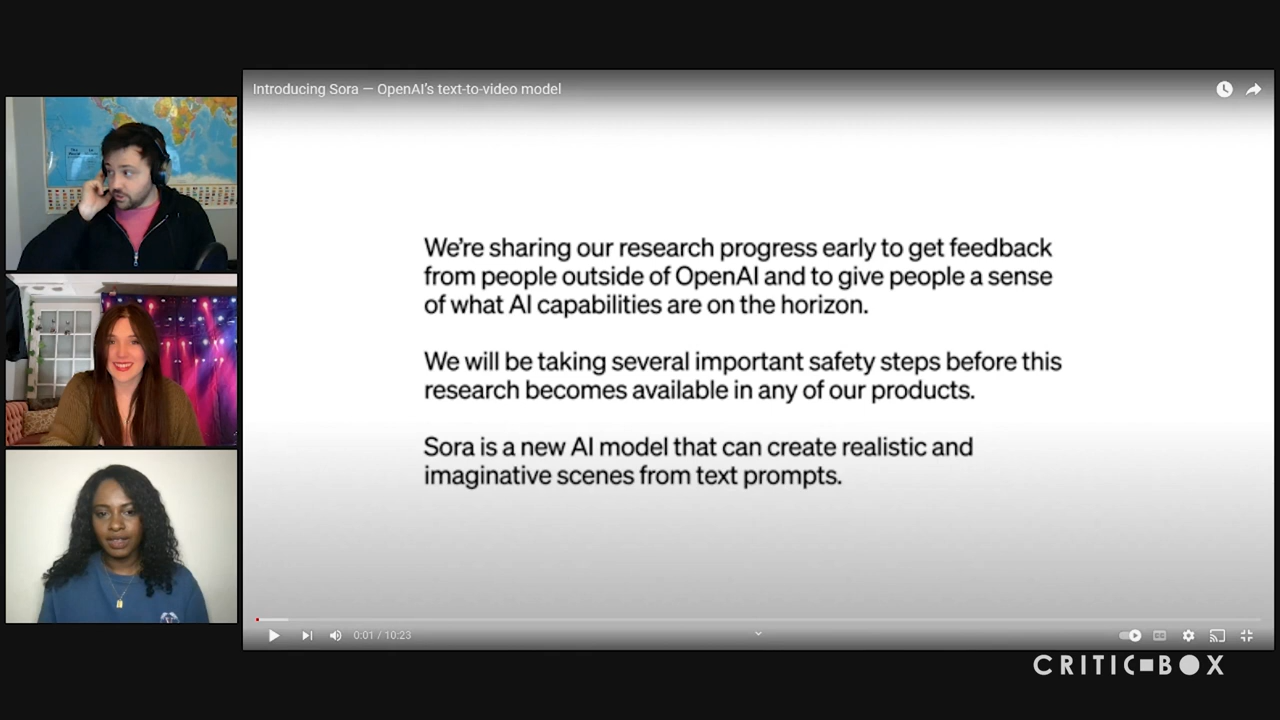 Introducing Sora — OpenAI's text-to-video model
We're sharing our research progress early to get feedback
from people outside of OpenAI and to give people a sense
of what AI capabilities are on the horizon.
We will be taking several important safety steps before this
research becomes available in any of our products.
Sora is a new AI model that can create realistic and
imaginative scenes from text prompts.
0:01 / 10:23
CRITIC BOX